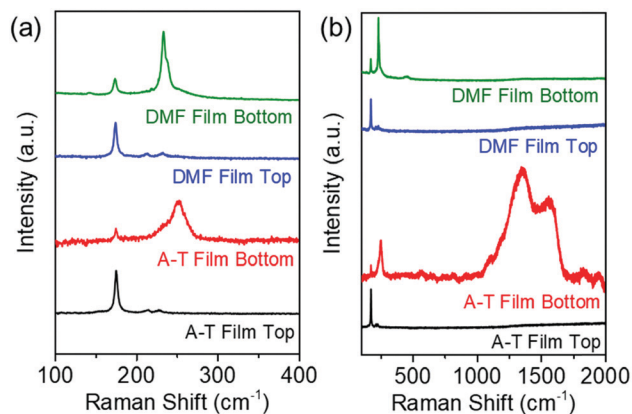 (a)
Intensity (a.u.)
DMF Film Bottom
DMF Film Top
A-T Film Bottom
A-T Film Top
100 200 300 400
Raman Shift (cm⁻¹)
(b)
Intensity (a.u.)
DMF Film Bottom
DMF Film Top
A-T Film Bottom
A-T Film Top
500 1000 1500 2000
Raman Shift (cm⁻¹)